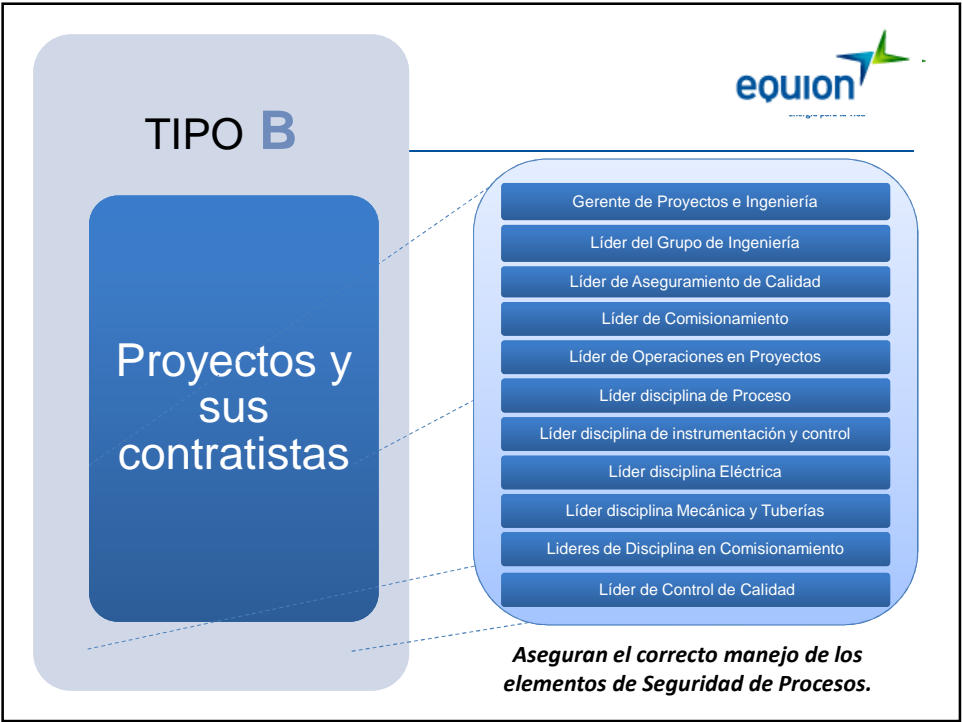 TIPO B
equion
Proyectos y
sus
contratistas
Gerente de Proyectos e Ingeniería
Líder del Grupo de Ingeniería
Líder de Aseguramiento de Calidad
Líder de Comisionamiento
Líder de Operaciones en Proyectos
Líder disciplina de Proceso
Líder disciplina de instrumentación y control
Líder disciplina Eléctrica
Líder disciplina Mecánica y Tuberías
Lideres de Disciplina en Comisionamiento
Líder de Control de Calidad
Aseguran el correcto manejo de los
elementos de Seguridad de Procesos.